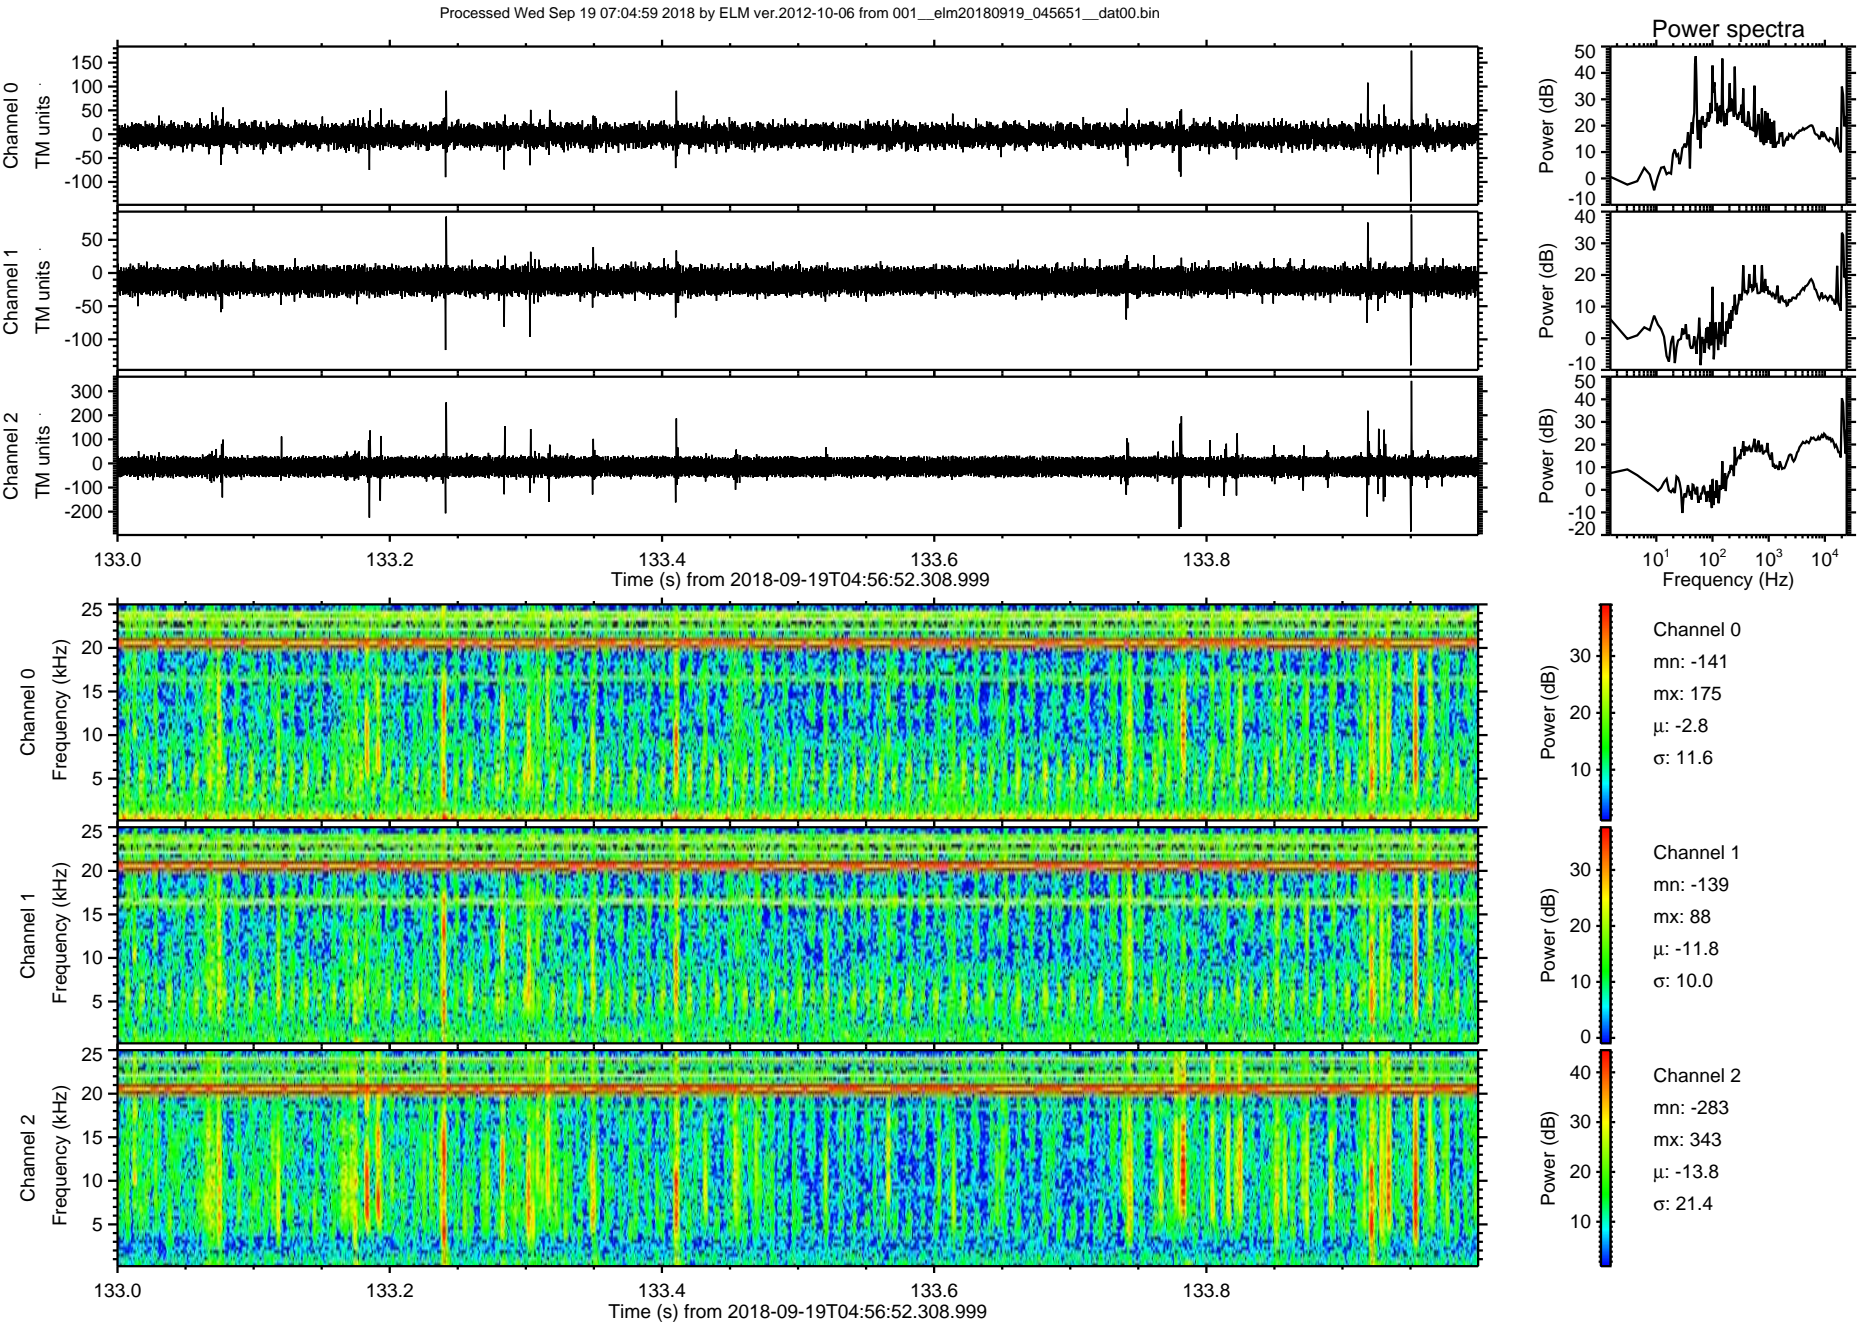 Processed Wed Sep 19 07:04:59 2018 by ELM ver.2012-10-06 from 001__elm20180919_045651__dat00.bin
Power spectra
Channel 0
TM units
150
100
50
0
-50
-100
Power (dB)
50
40
30
20
10
0
-10
Channel 1
TM units
50
0
-50
-100
Power (dB)
40
30
20
10
0
-10
Channel 2
TM units
300
200
100
0
-100
-200
Power (dB)
50
40
30
20
10
0
-10
-20
133.0 133.2 133.4 133.6 133.8
Time (s) from 2018-09-19T04:56:52.308.999
10¹ 10² 10³ 10⁴
Frequency (Hz)
Channel 0
Frequency (kHz)
25
20
15
10
5
Power (dB)
30
20
10
Channel 0
mn: -141
mx: 175
μ: -2.8
σ: 11.6
Channel 1
Frequency (kHz)
25
20
15
10
5
Power (dB)
30
20
10
0
Channel 1
mn: -139
mx: 88
μ: -11.8
σ: 10.0
Channel 2
Frequency (kHz)
25
20
15
10
5
Power (dB)
40
30
20
10
Channel 2
mn: -283
mx: 343
μ: -13.8
σ: 21.4
133.0 133.2 133.4 133.6 133.8
Time (s) from 2018-09-19T04:56:52.308.999